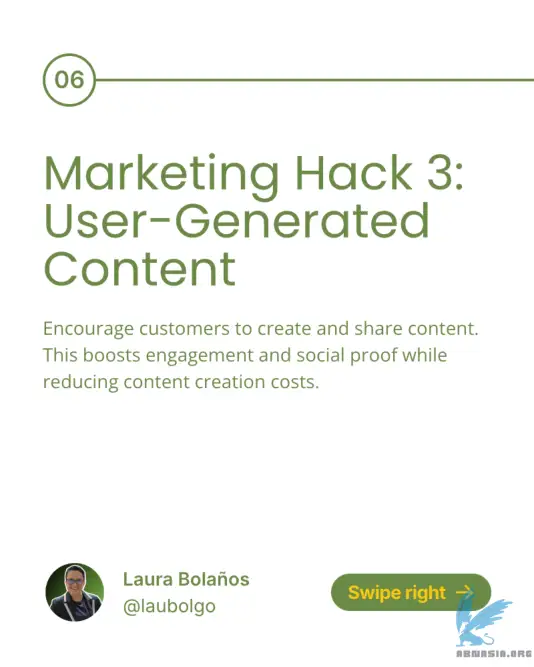 06
Marketing Hack 3:
User-Generated
Content
Encourage customers to create and share content.
This boosts engagement and social proof while
reducing content creation costs.
Laura Bolaños
@laubolgo
Swipe right →
ABNASIA.ORG